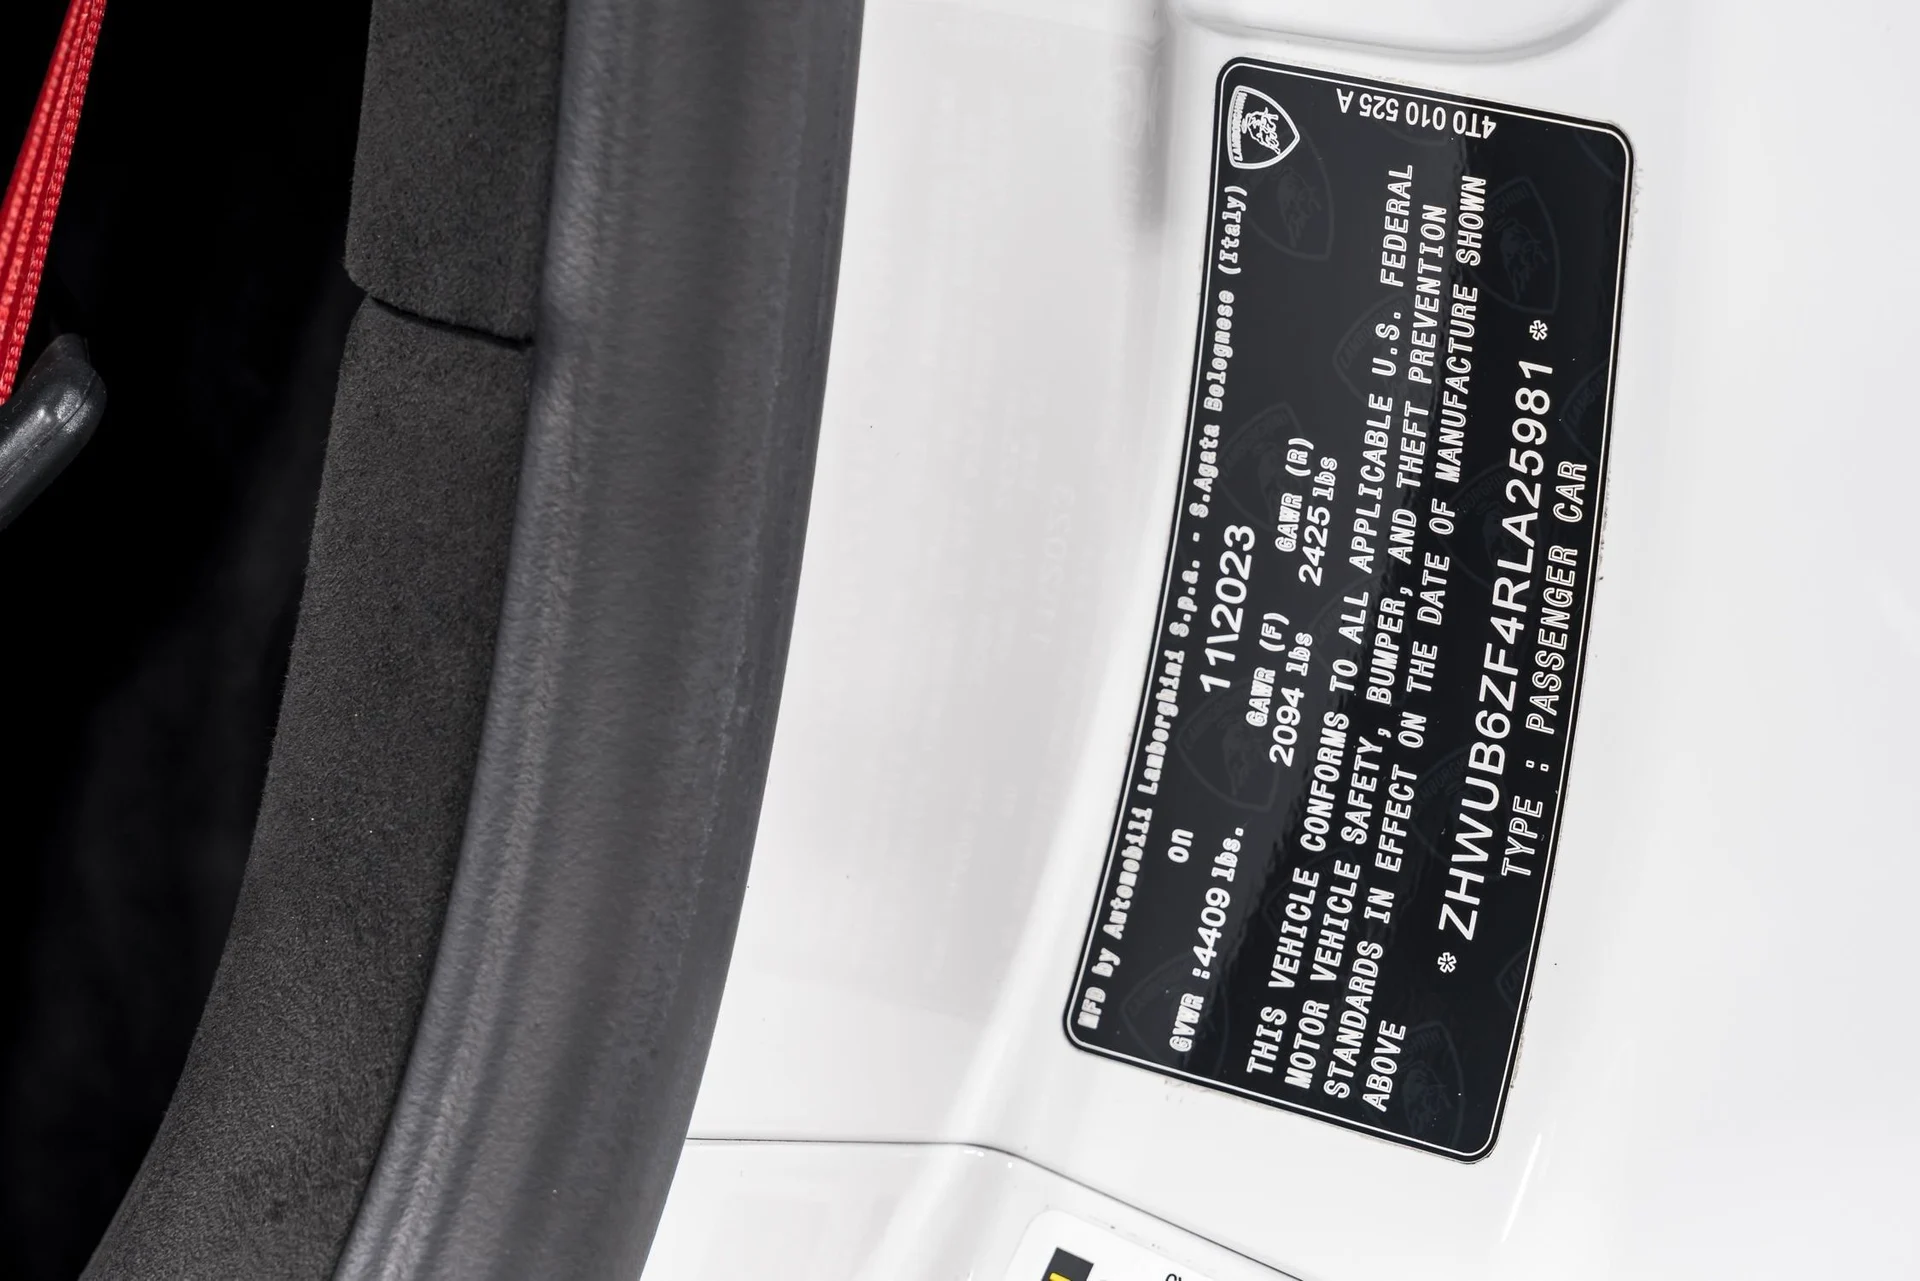 LAMBORGHINI
4T0 010 525 A
MFD by Automobili Lamborghini S.p.a. - S.Agata Bolognese (Italy)
on 11\2023
GAWR (F) GAWR (R)
GVWR :4409 lbs. 2094 lbs 2425 lbs
THIS VEHICLE CONFORMS TO ALL APPLICABLE U.S. FEDERAL
MOTOR VEHICLE SAFETY, BUMPER, AND THEFT PREVENTION
STANDARDS IN EFFECT ON THE DATE OF MANUFACTURE SHOWN
ABOVE
* ZHWUB6ZF4RLA25981 *
TYPE : PASSENGER CAR